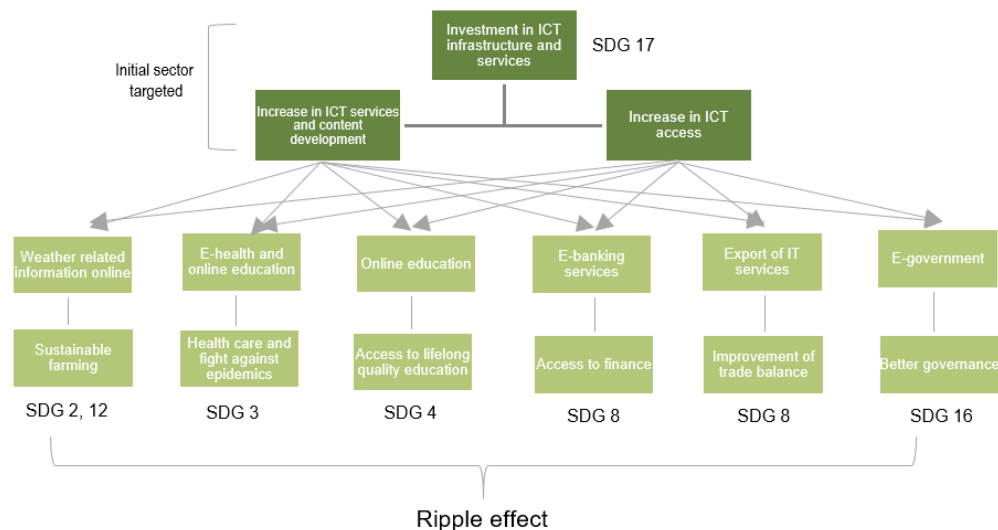 Investment in ICT
infrastructure and
services
SDG 17
Initial sector
targeted
Increase in ICT services
and content
development
Increase in ICT
access
Weather related
information online
E-health and
online education
Online education
E-banking
services
Export of IT
services
E-government
Sustainable
farming
Health care and
fight against
epidemics
Access to lifelong
quality education
Access to finance
Improvement of
trade balance
Better governance
SDG 2, 12
SDG 3
SDG 4
SDG 8
SDG 8
SDG 16
Ripple effect